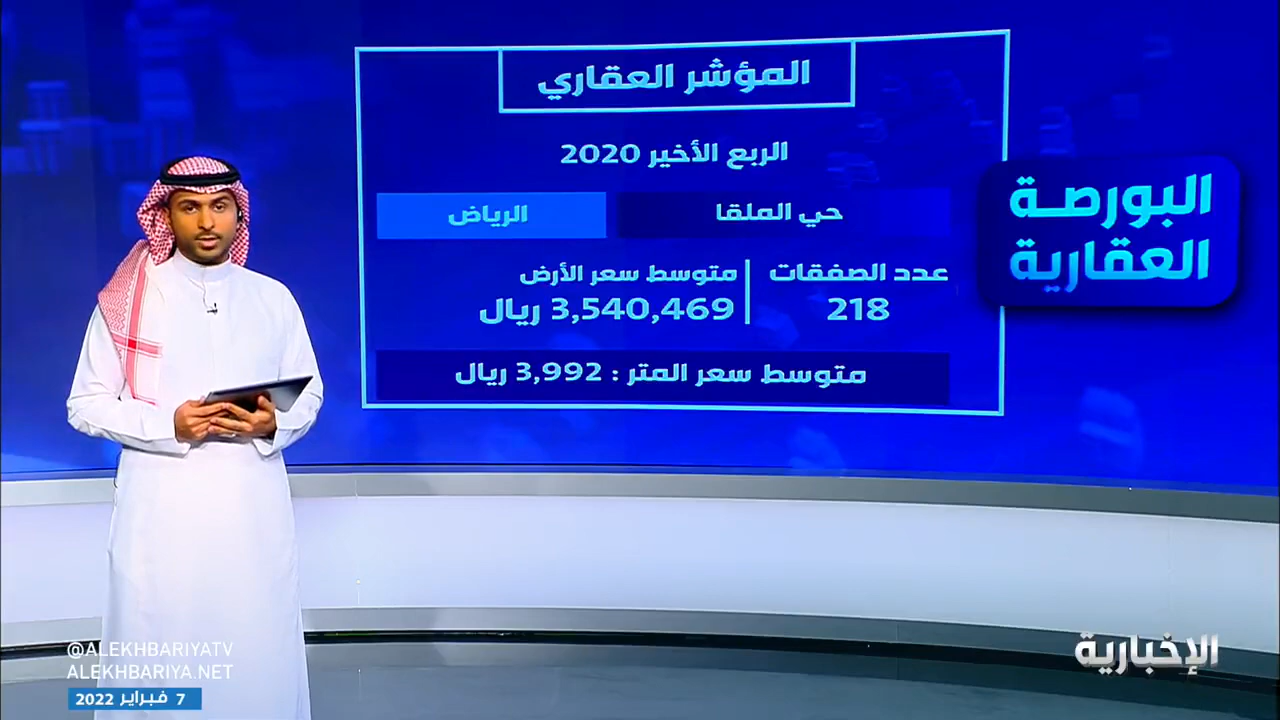 المؤشر العقاري
الربع الأخير 2020
حي الملقا
الرياض
عدد الصفقات
218
متوسط سعر الأرض
3,540,469 ريال
متوسط سعر المتر : 3,992 ريال
البورصة
العقارية
@ALEKHBARIYATV
ALEKHBARIYA.NET
7 فبراير 2022
الإخبارية